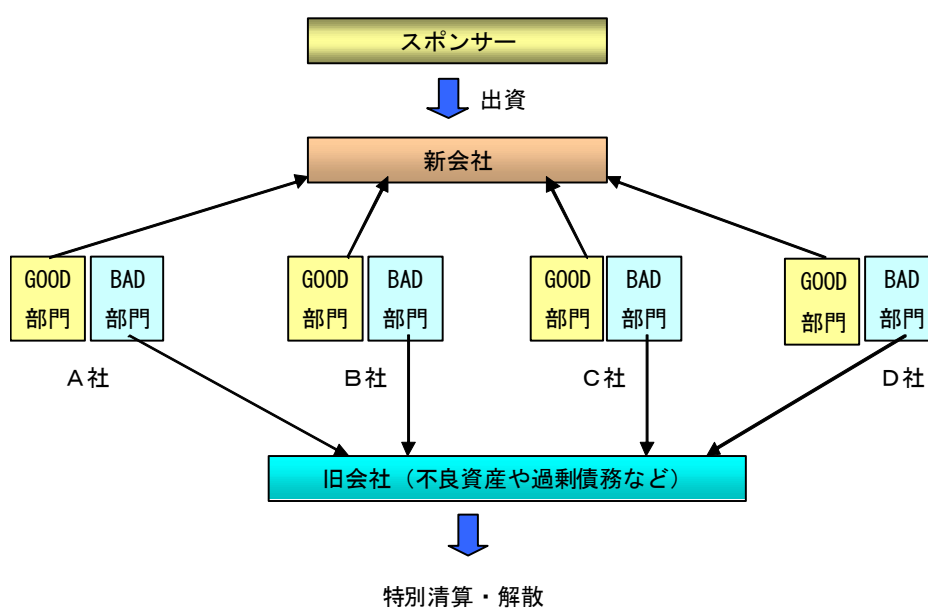 スポンサー
出資
新会社
GOOD
部門
BAD
部門
GOOD
部門
BAD
部門
GOOD
部門
BAD
部門
GOOD
部門
BAD
部門
A社
B社
C社
D社
旧会社(不良資産や過剰債務など)
特別清算・解散